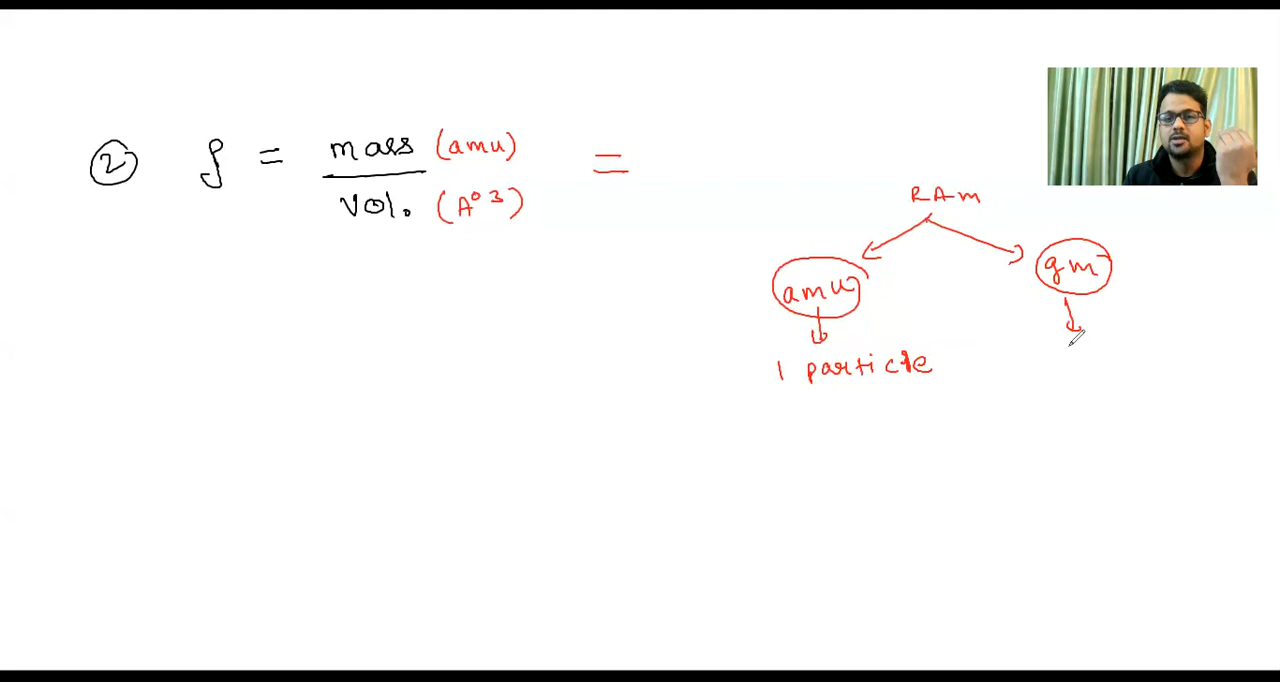 ② ρ = mass (amu) =
vol. (A° 3)
RAM
amu gm
1 particle